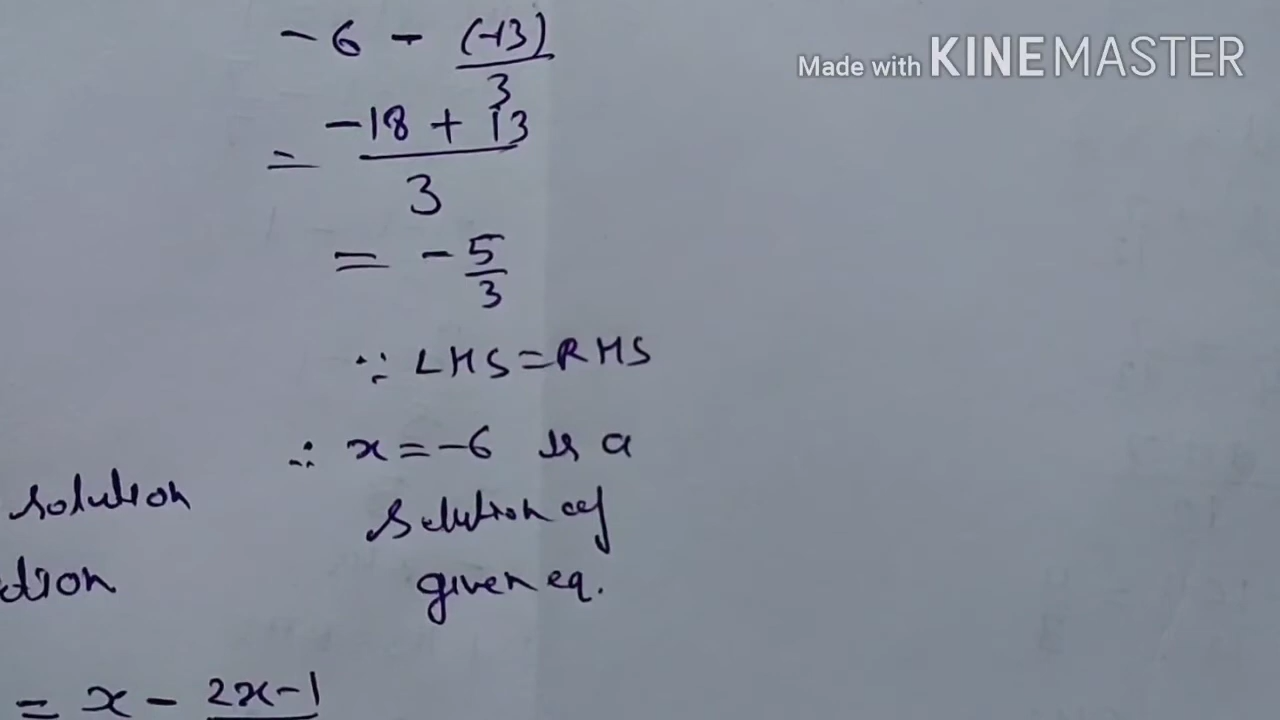 -6 - (-13)
3
Made with KINEMASTER
= -18 + 13
3
= - 5
3
∵ LHS = RHS
∴ x = -6 is a
solution
solution of
dion
given eq.
= x - 2x-1